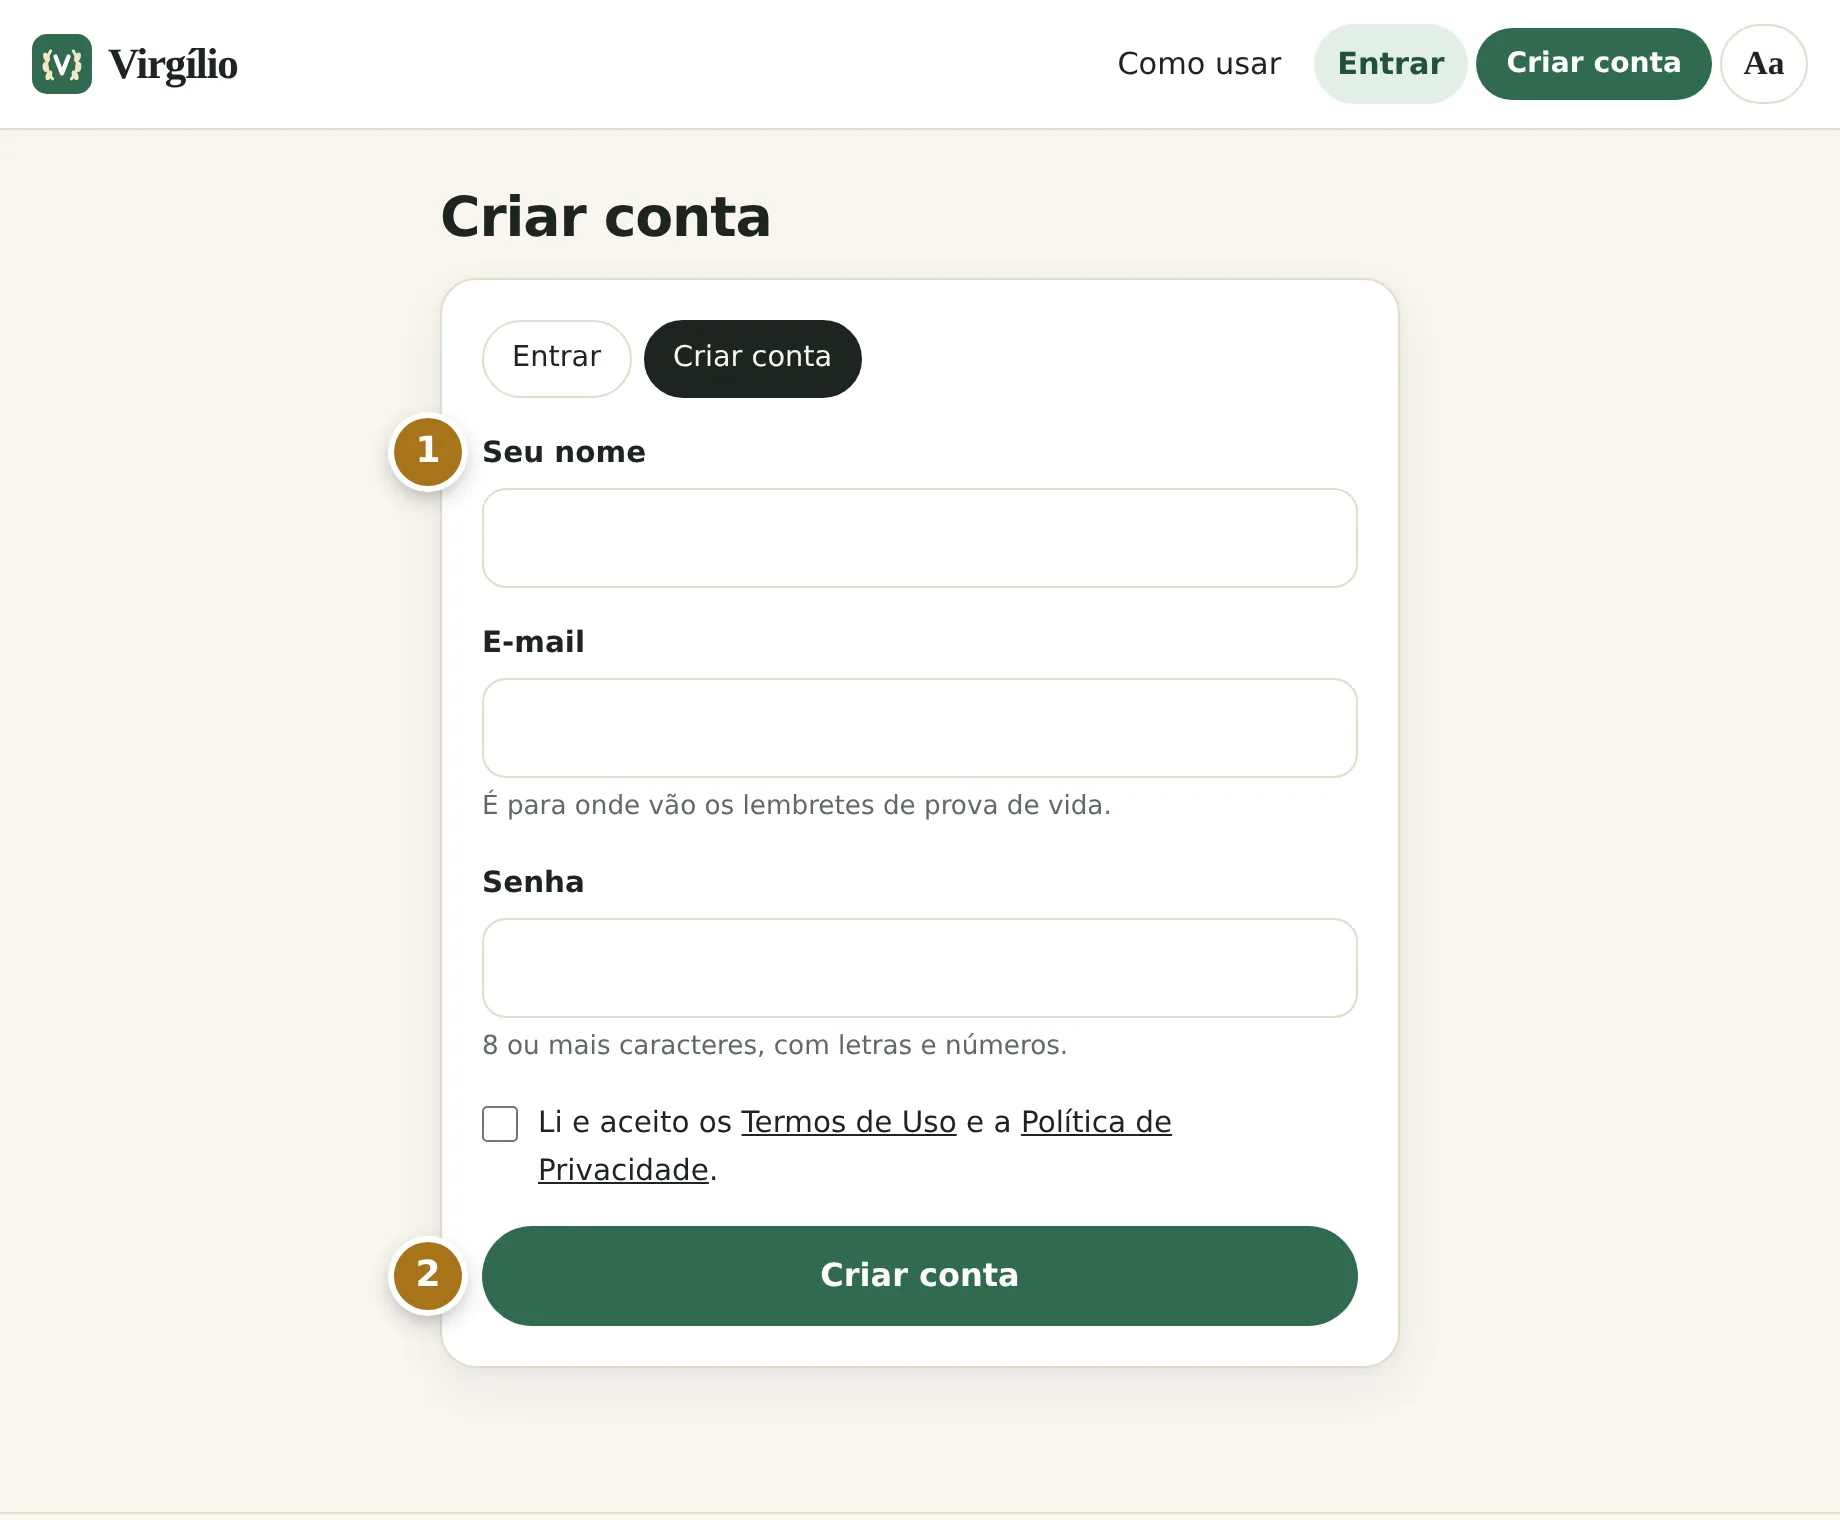 Virgílio
Como usar
Entrar
Criar conta
Aa
Criar conta
Entrar
Criar conta
1
Seu nome
E-mail
É para onde vão os lembretes de prova de vida.
Senha
8 ou mais caracteres, com letras e números.
Li e aceito os Termos de Uso e a Política de
Privacidade.
2
Criar conta